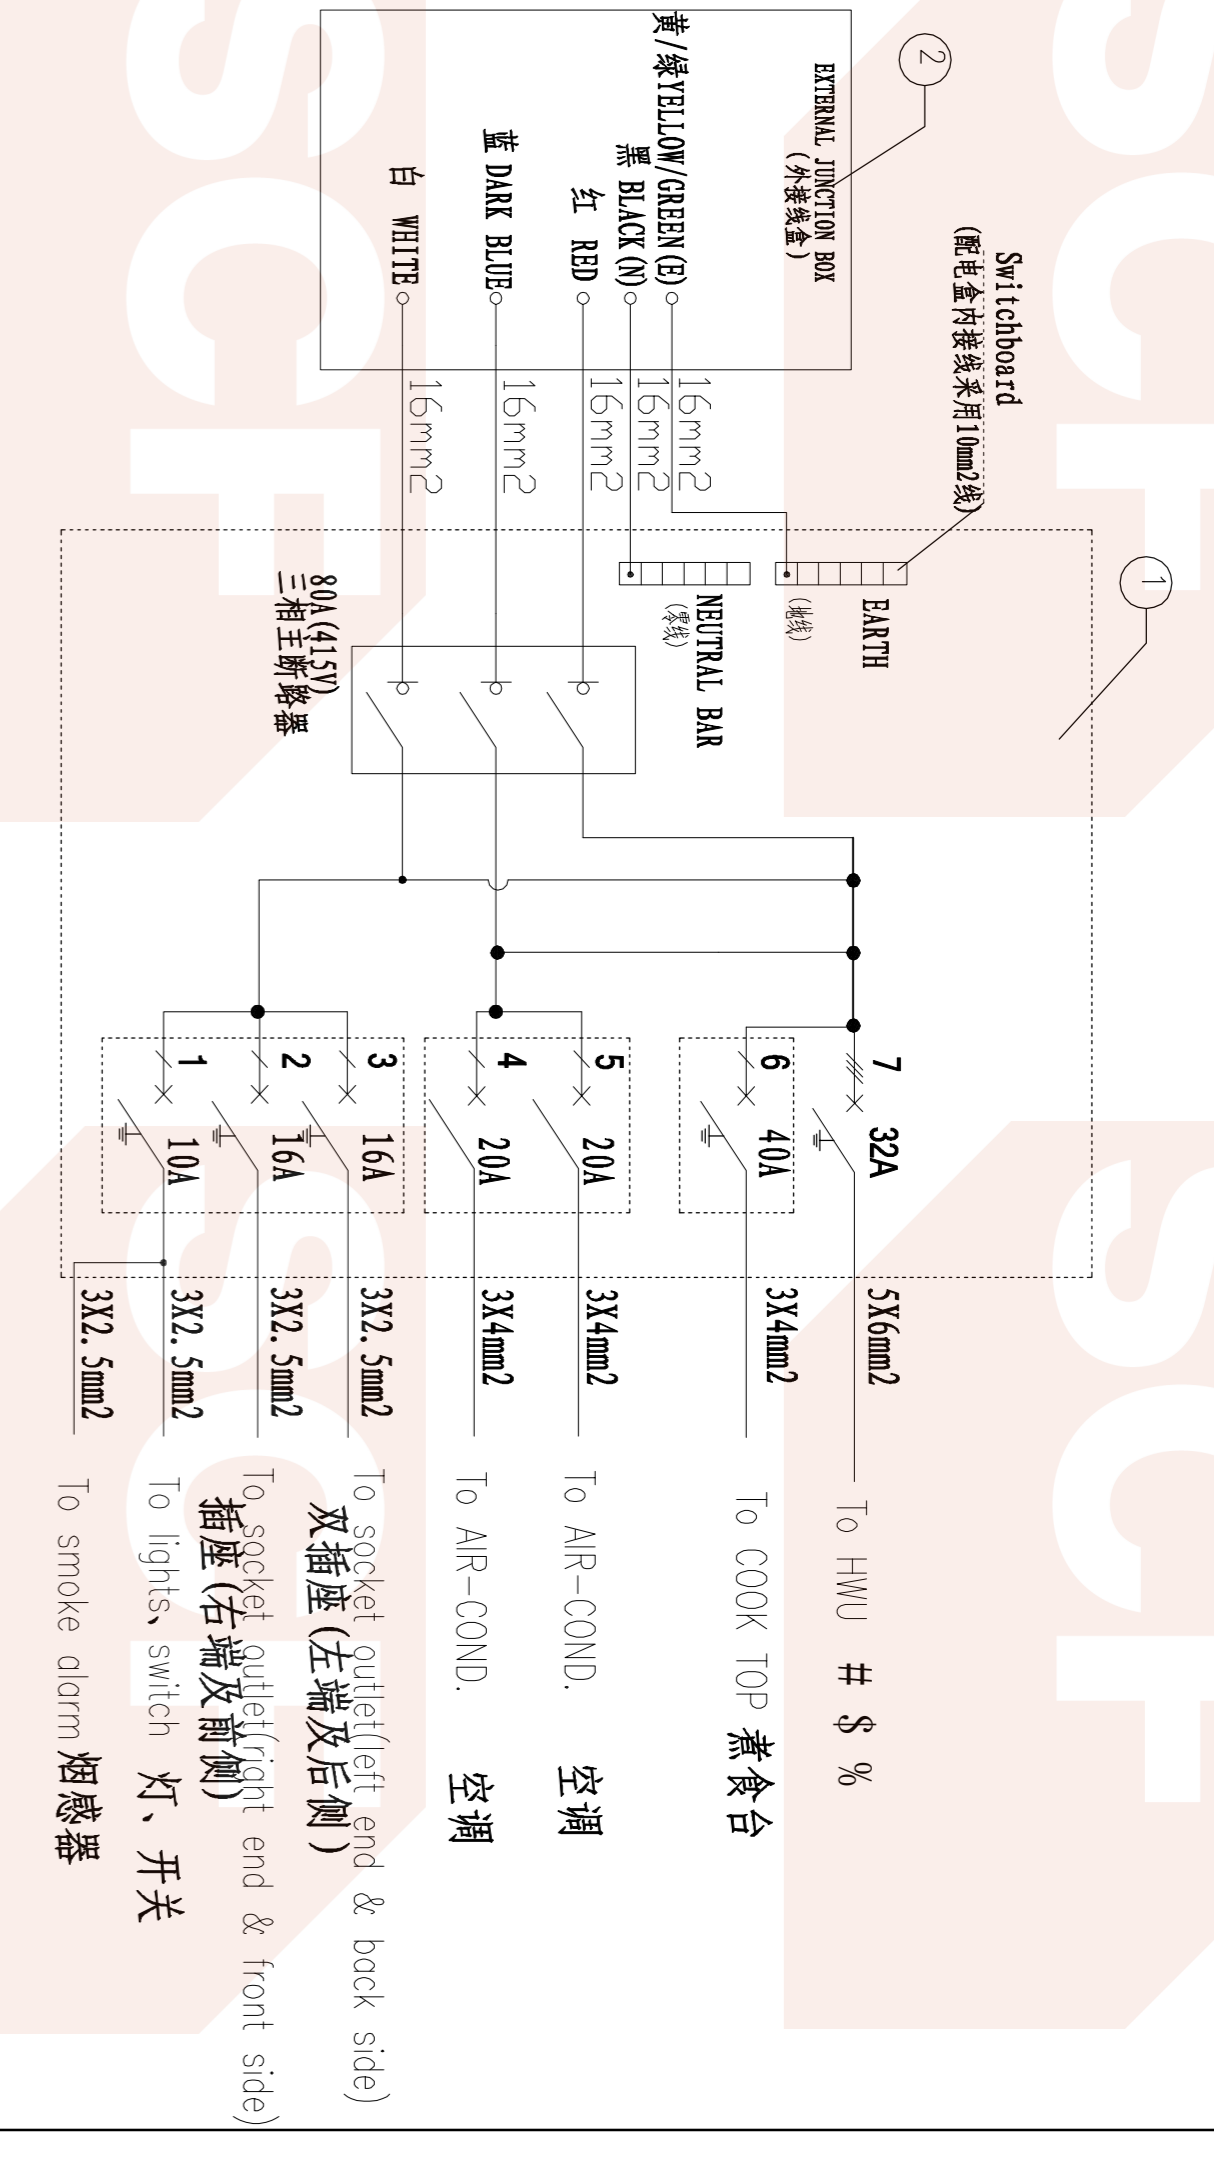 ②
EXTERNAL JUNCTION BOX
(外接线盒)
黄/绿YELLOW/GREEN(E)
黑 BLACK(N)
红 RED
蓝 DARK BLUE
白 WHITE
16mm2
16mm2
16mm2
16mm2
16mm2
Switchboard
(配电盒内接线采用10mm2线)
①
EARTH
(地线)
NEUTRAL BAR
(零线)
80A(415V)
三相主断路器
7 32A 5X6mm2 To HWU # $ %
6 40A 3X4mm2 To COOK TOP 煮食台
5 20A 3X4mm2 To AIR-COND. 空调
4 20A 3X4mm2 To AIR-COND. 空调
3 16A 3X2.5mm2 To socket outlet(left end & back side)
双插座(左端及后侧)
2 16A 3X2.5mm2 To socket outlet(right end & front side)
插座(右端及前侧)
1 10A 3X2.5mm2 To lights、switch 灯、开关
3X2.5mm2 To smoke alarm 烟感器
SCF
SCF
SCF
SCF